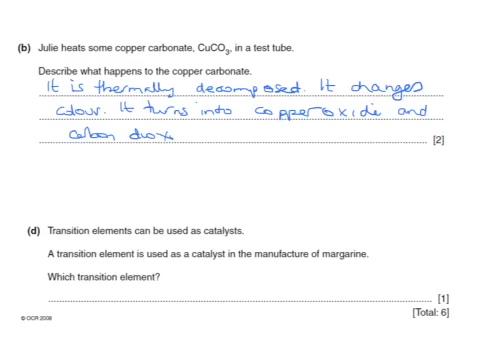 (b) Julie heats some copper carbonate, CuCO3, in a test tube.
Describe what happens to the copper carbonate.
It is thermally decomposed. It changes
colour. It turns into copper oxide and
carbon diox
[2]
(d) Transition elements can be used as catalysts.
A transition element is used as a catalyst in the manufacture of margarine.
Which transition element?
[1]
[Total: 6]
© OCR 2008